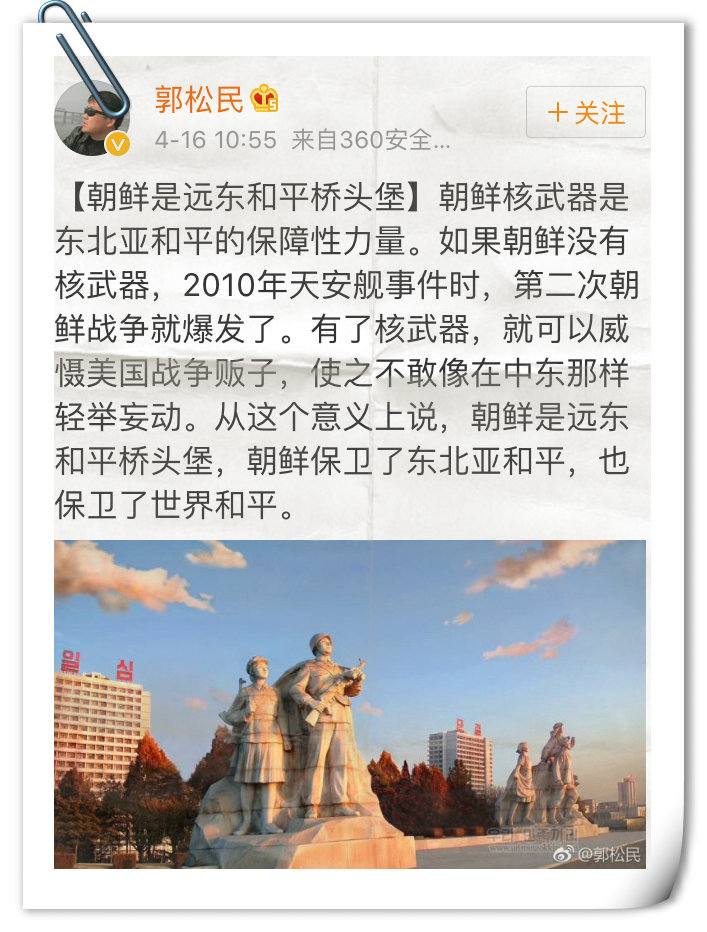 郭松民
5
V
4-16 10:55 来自360安全...
+关注
【朝鲜是远东和平桥头堡】朝鲜核武器是
东北亚和平的保障性力量。如果朝鲜没有
核武器，2010年天安舰事件时，第二次朝
鲜战争就爆发了。有了核武器，就可以威
慑美国战争贩子，使之不敢像在中东那样
轻举妄动。从这个意义上说，朝鲜是远东
和平桥头堡，朝鲜保卫了东北亚和平，也
保卫了世界和平。
일 심
@郭松民